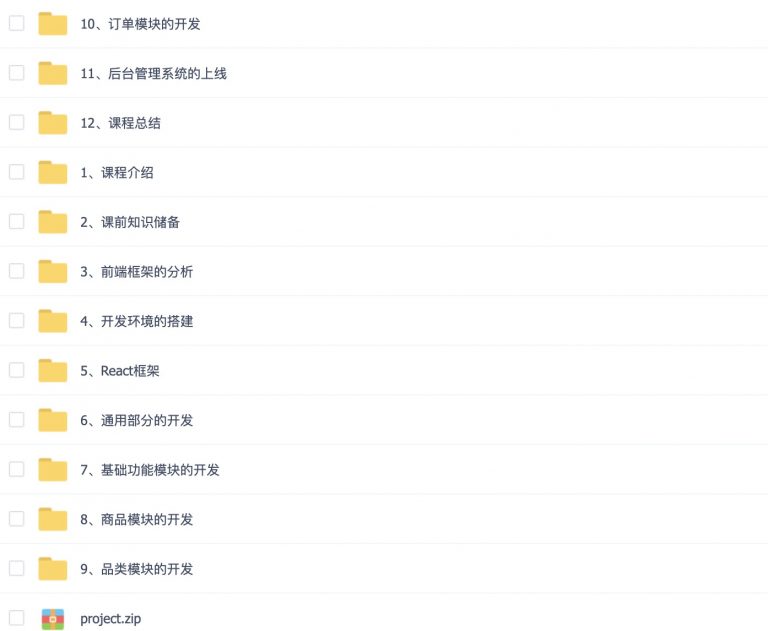 10、订单模块的开发
11、后台管理系统的上线
12、课程总结
1、课程介绍
2、课前知识储备
3、前端框架的分析
4、开发环境的搭建
5、React框架
6、通用部分的开发
7、基础功能模块的开发
8、商品模块的开发
9、品类模块的开发
project.zip